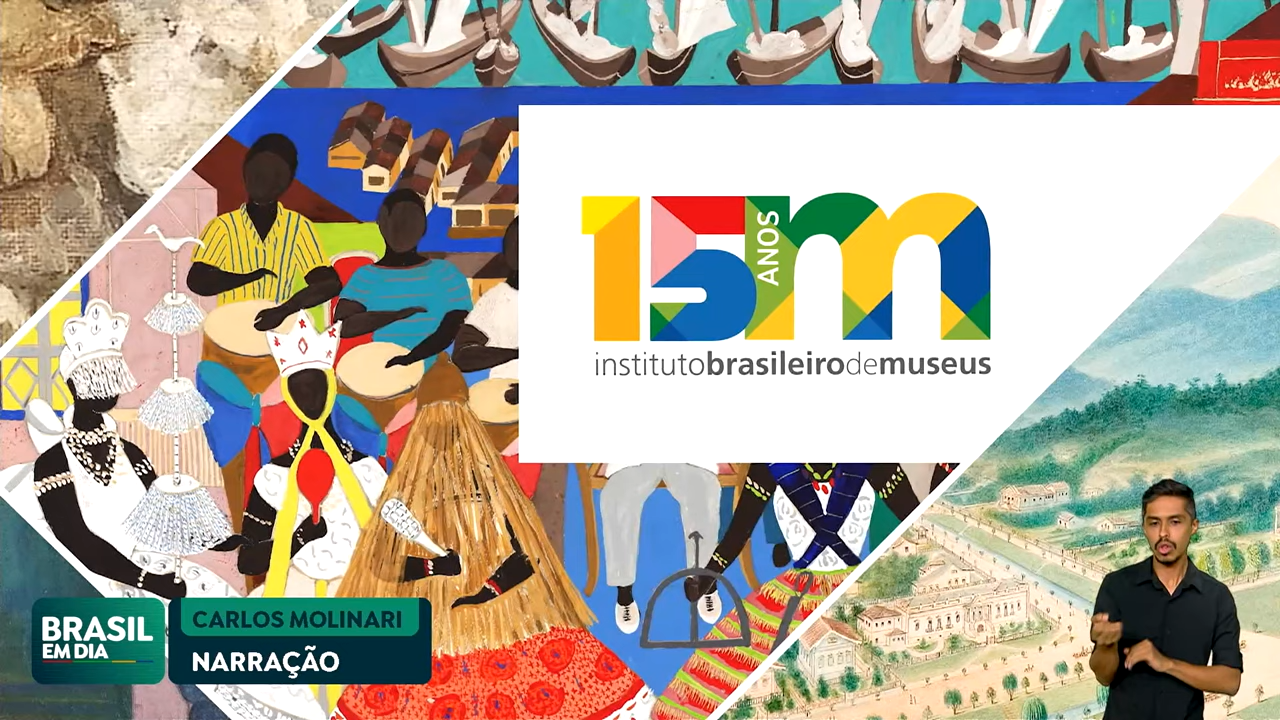 15 ANOS m
institutobrasileirodemuseus
BRASIL
EM DIA
CARLOS MOLINARI
NARRAÇÃO